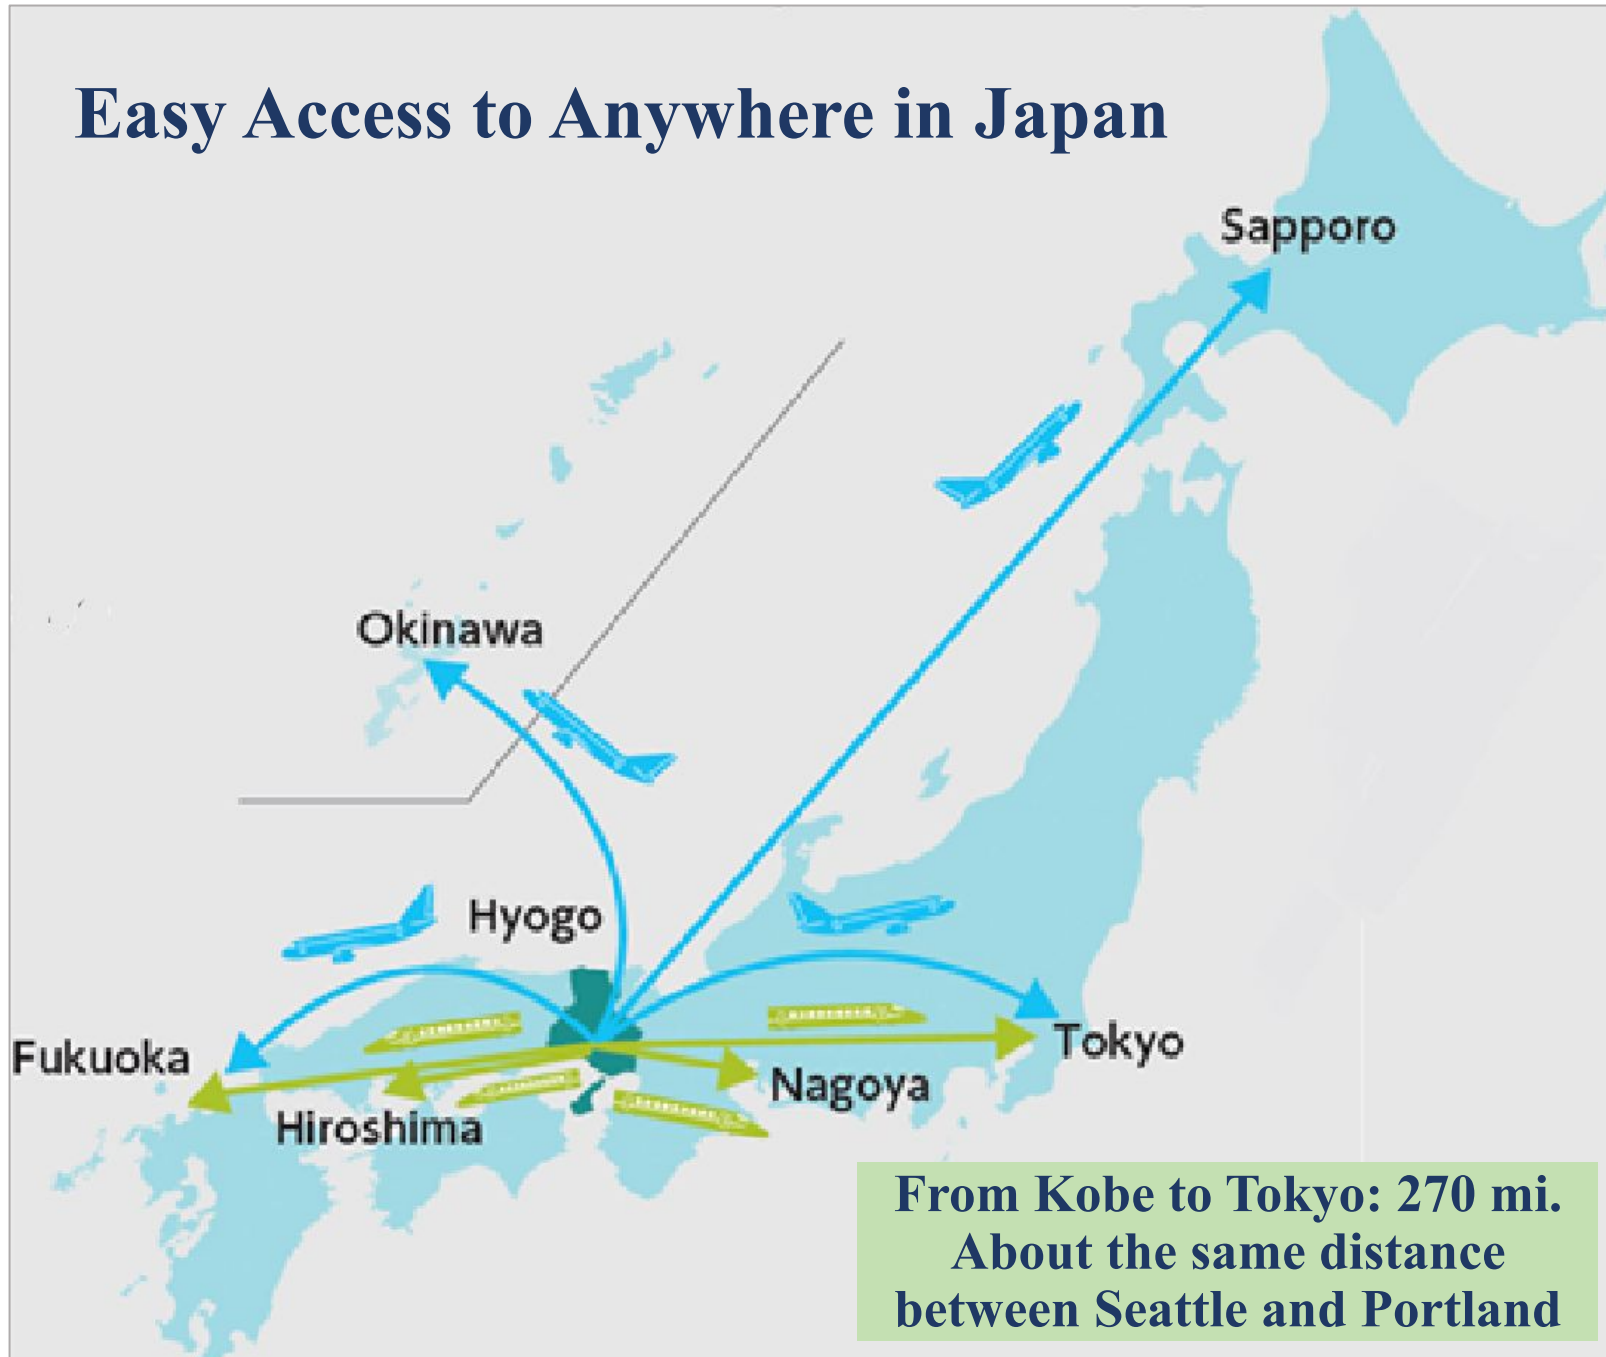 Easy Access to Anywhere in Japan
Sapporo
Okinawa
Hyogo
Fukuoka
Tokyo
Nagoya
Hiroshima
From Kobe to Tokyo: 270 mi.
About the same distance
between Seattle and Portland